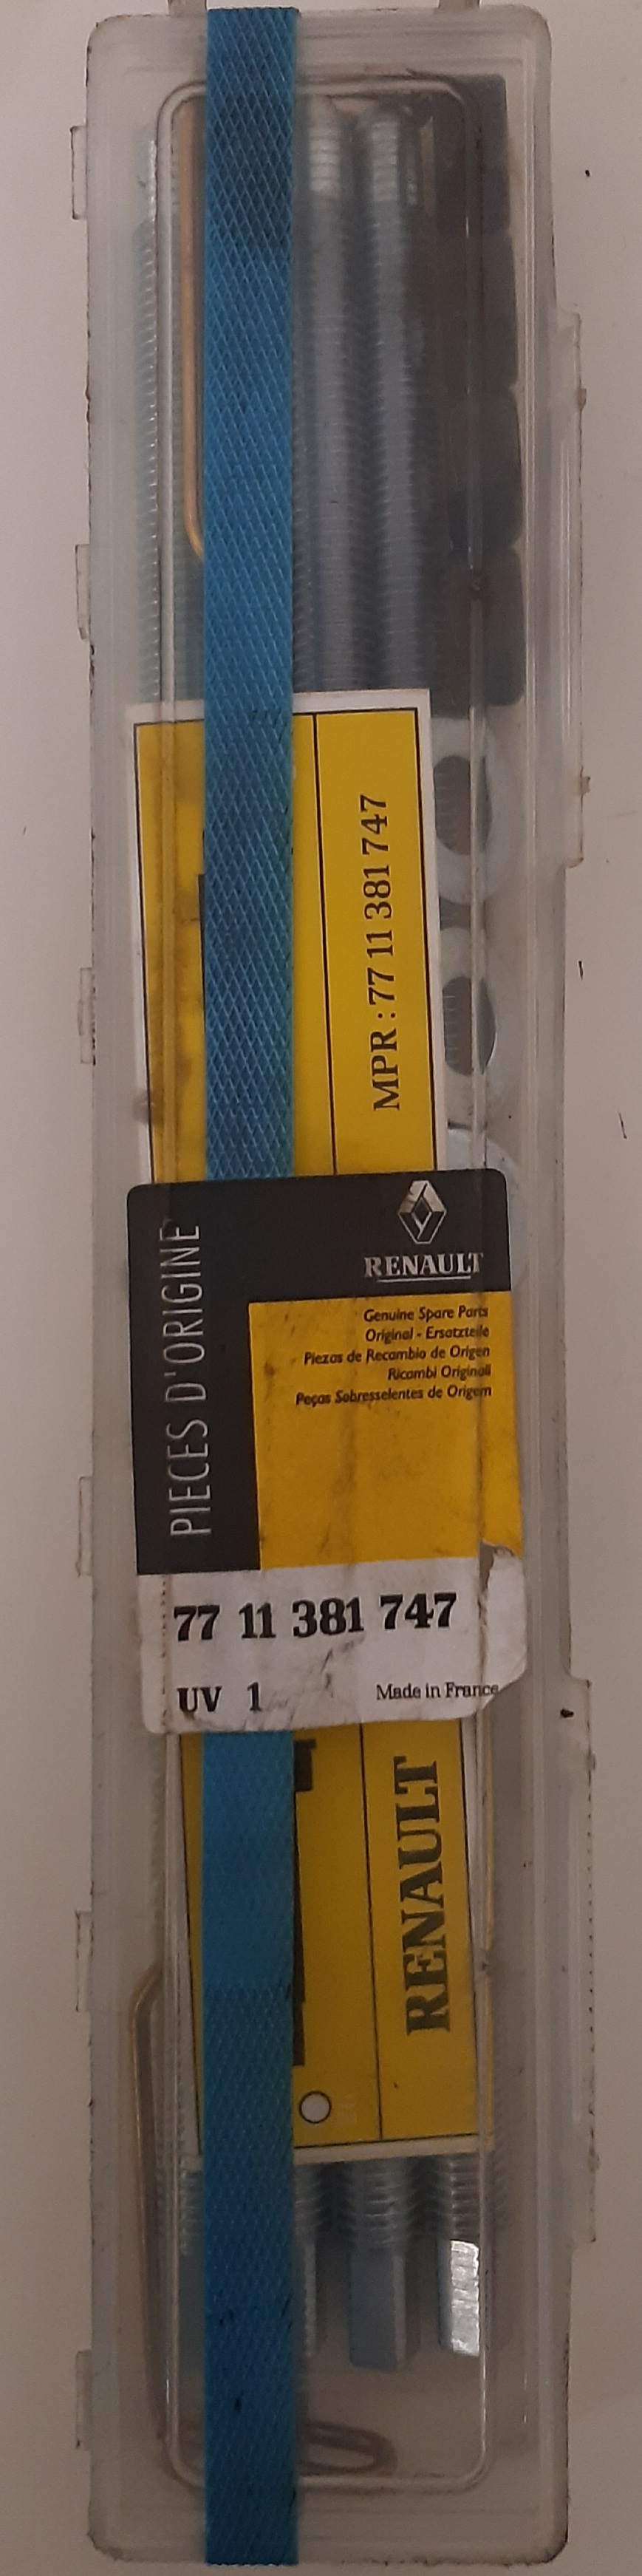 MPR : 77 11 381 747
PIECES D'ORIGINE
RENAULT
Genuine Spare Parts
Original - Ersatzteile
Piezas de Recambio de Origen
Ricambi Originali
Peças Sobresselentes de Origem
77 11 381 747
UV 1
Made in France
RENAULT